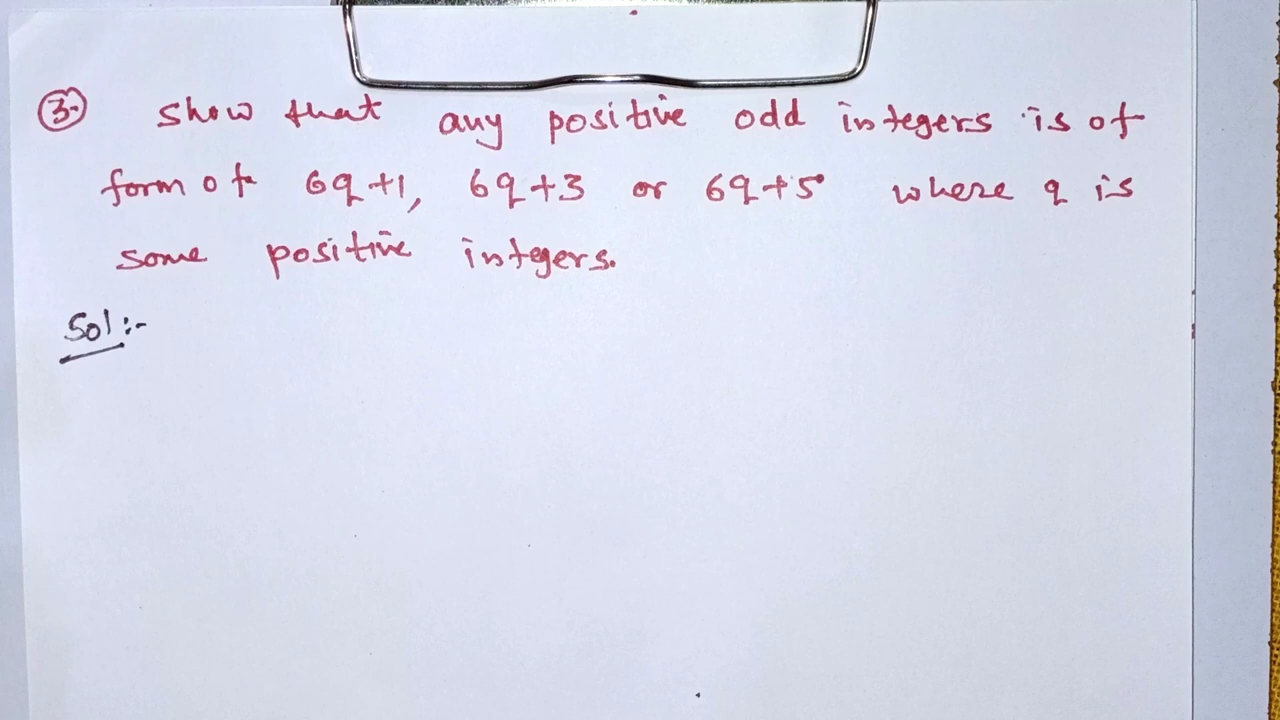 3. show that any positive odd integers is of
form of 6q+1, 6q+3 or 6q+5 where q is
some positive integers.
Sol:-